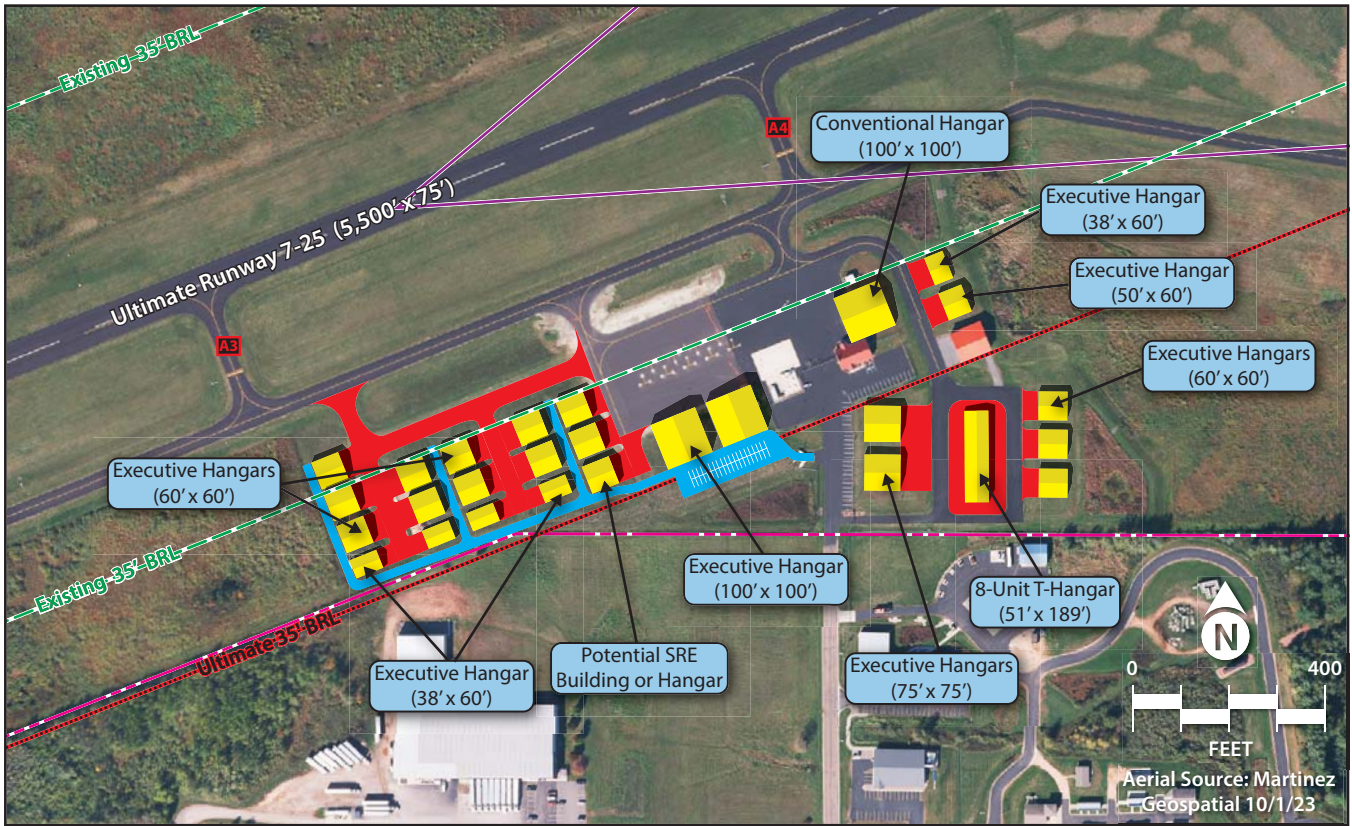 Existing 35' BRL
A4
Conventional Hangar
(100' x 100')
Executive Hangar
(38' x 60')
Ultimate Runway 7-25 (5,500' x 75')
Executive Hangar
(50' x 60')
A3
Executive Hangars
(60' x 60')
Executive Hangars
(60' x 60')
Existing 35' BRL
Executive Hangar
(100' x 100')
8-Unit T-Hangar
(51' x 189')
N
Ultimate 35' BRL
Executive Hangar
(38' x 60')
Potential SRE
Building or Hangar
Executive Hangars
(75' x 75')
0 400
FEET
Aerial Source: Martinez
Geospatial 10/1/23